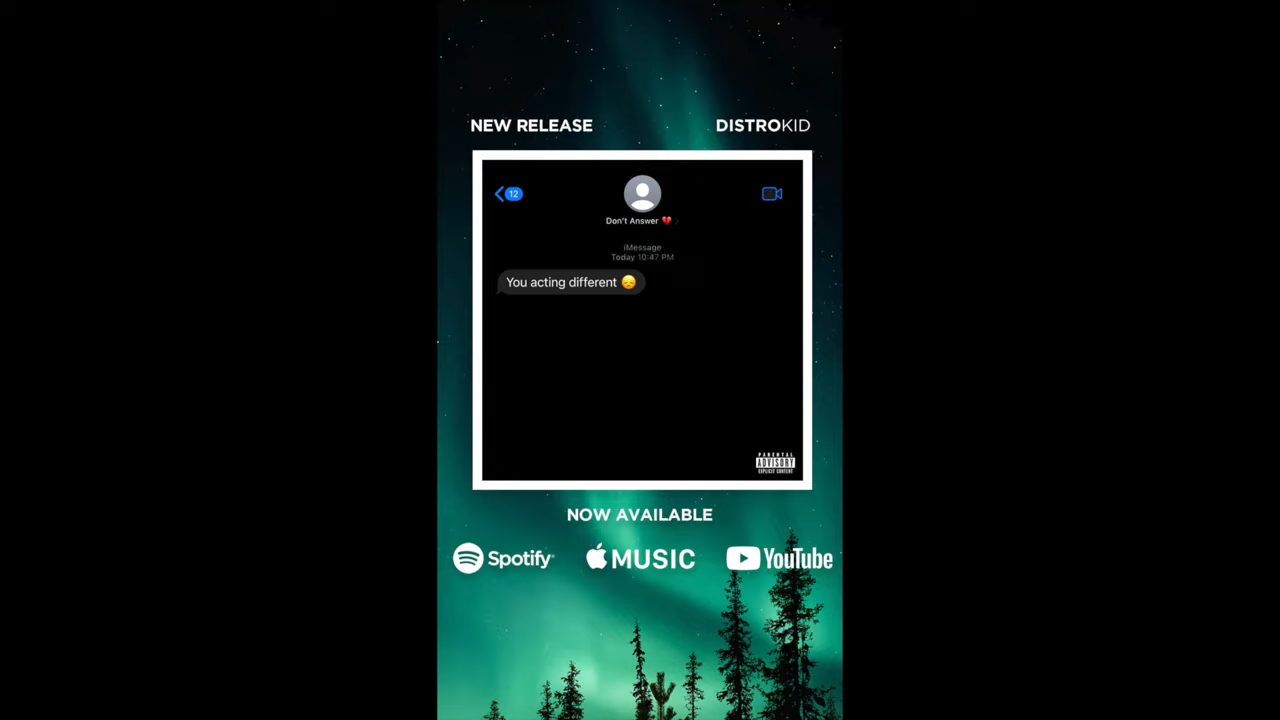 NEW RELEASE
DISTROKID
12
Don't Answer 💔
iMessage
Today 10:47 PM
You acting different 😞
PARENTAL
ADVISORY
EXPLICIT CONTENT
NOW AVAILABLE
Spotify
MUSIC
YouTube